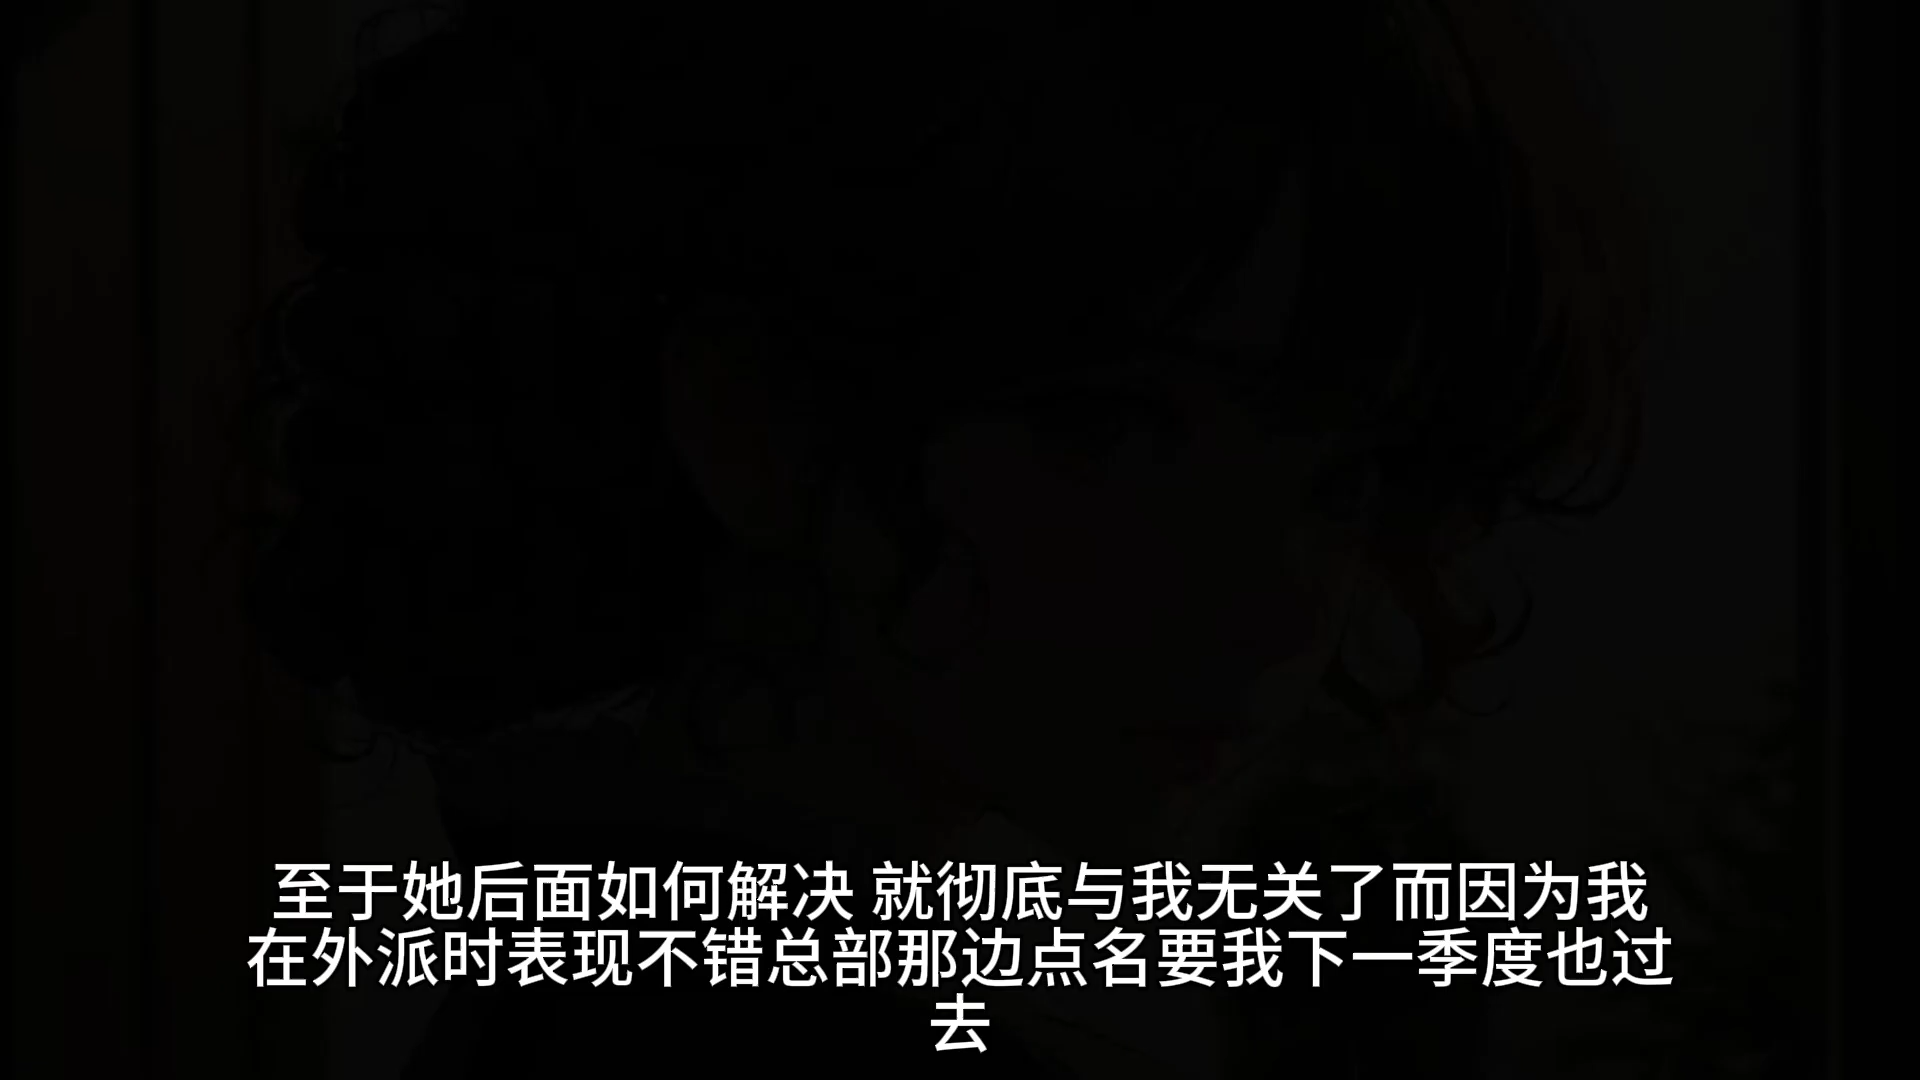 至于她后面如何解决 就彻底与我无关了而因为我
在外派时表现不错总部那边点名要我下一季度也过
去